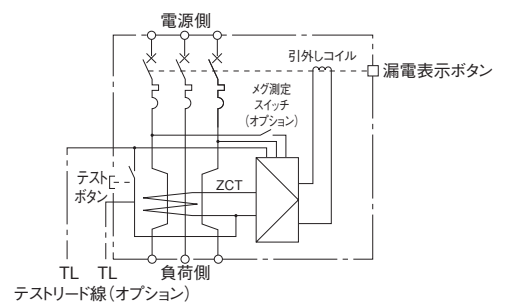 電源側
引外しコイル
漏電表示ボタン
メグ測定
スイッチ
(オプション)
テスト
ボタン
ZCT
TL TL
負荷側
テストリード線(オプション)